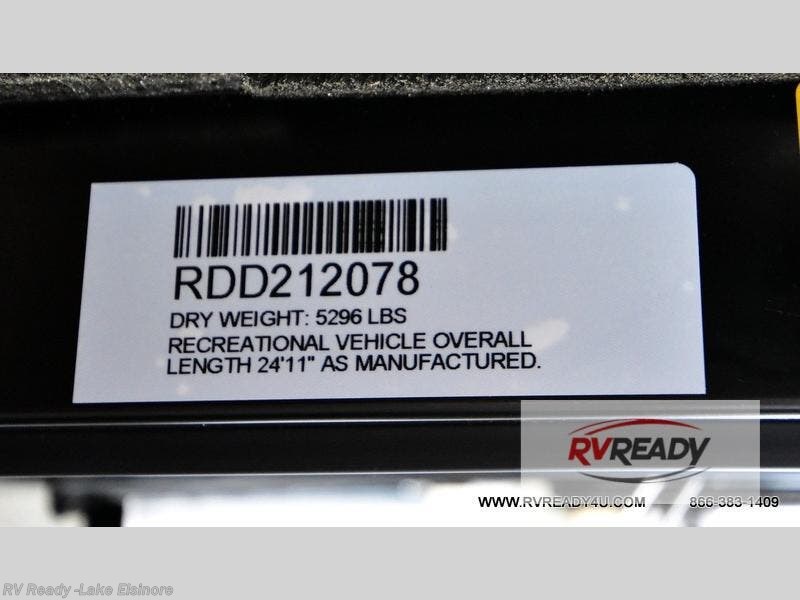 RDD212078
DRY WEIGHT: 5296 LBS
RECREATIONAL VEHICLE OVERALL
LENGTH 24'11" AS MANUFACTURED.
RVREADY
WWW.RVREADY4U.COM 866-383-1409
RV Ready -Lake Elsinore